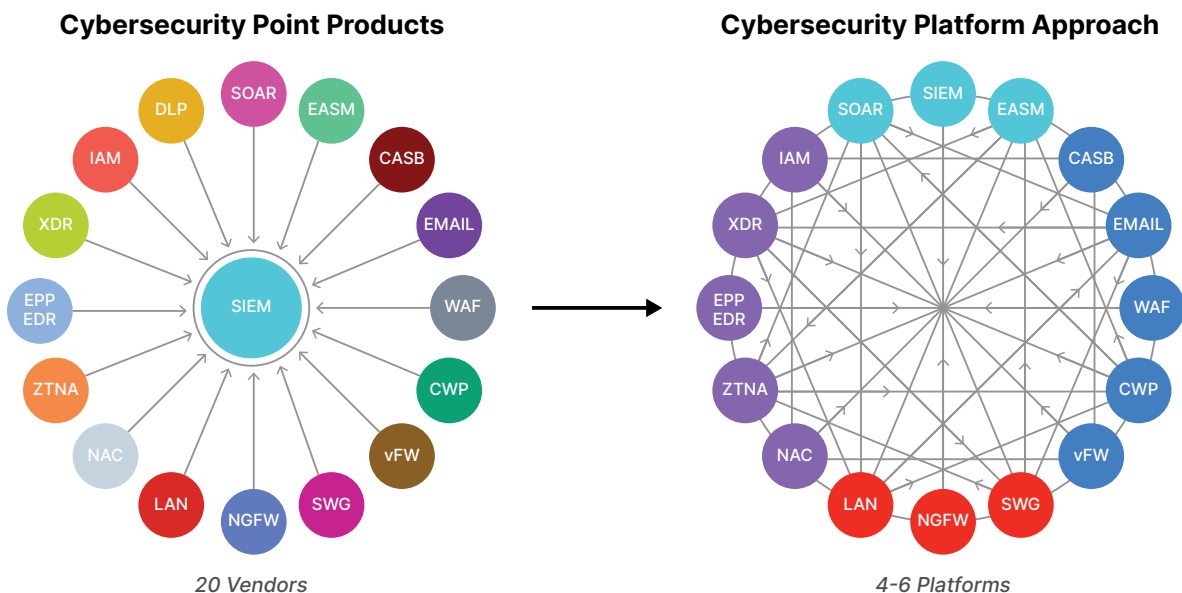 Cybersecurity Point Products
SOAR
EASM
CASB
EMAIL
WAF
CWP
vFW
SWG
NGFW
LAN
NAC
ZTNA
EPP
EDR
XDR
IAM
DLP
SIEM
20 Vendors
Cybersecurity Platform Approach
SIEM
EASM
CASB
EMAIL
WAF
CWP
vFW
SWG
NGFW
LAN
NAC
ZTNA
EPP
EDR
XDR
IAM
SOAR
4-6 Platforms